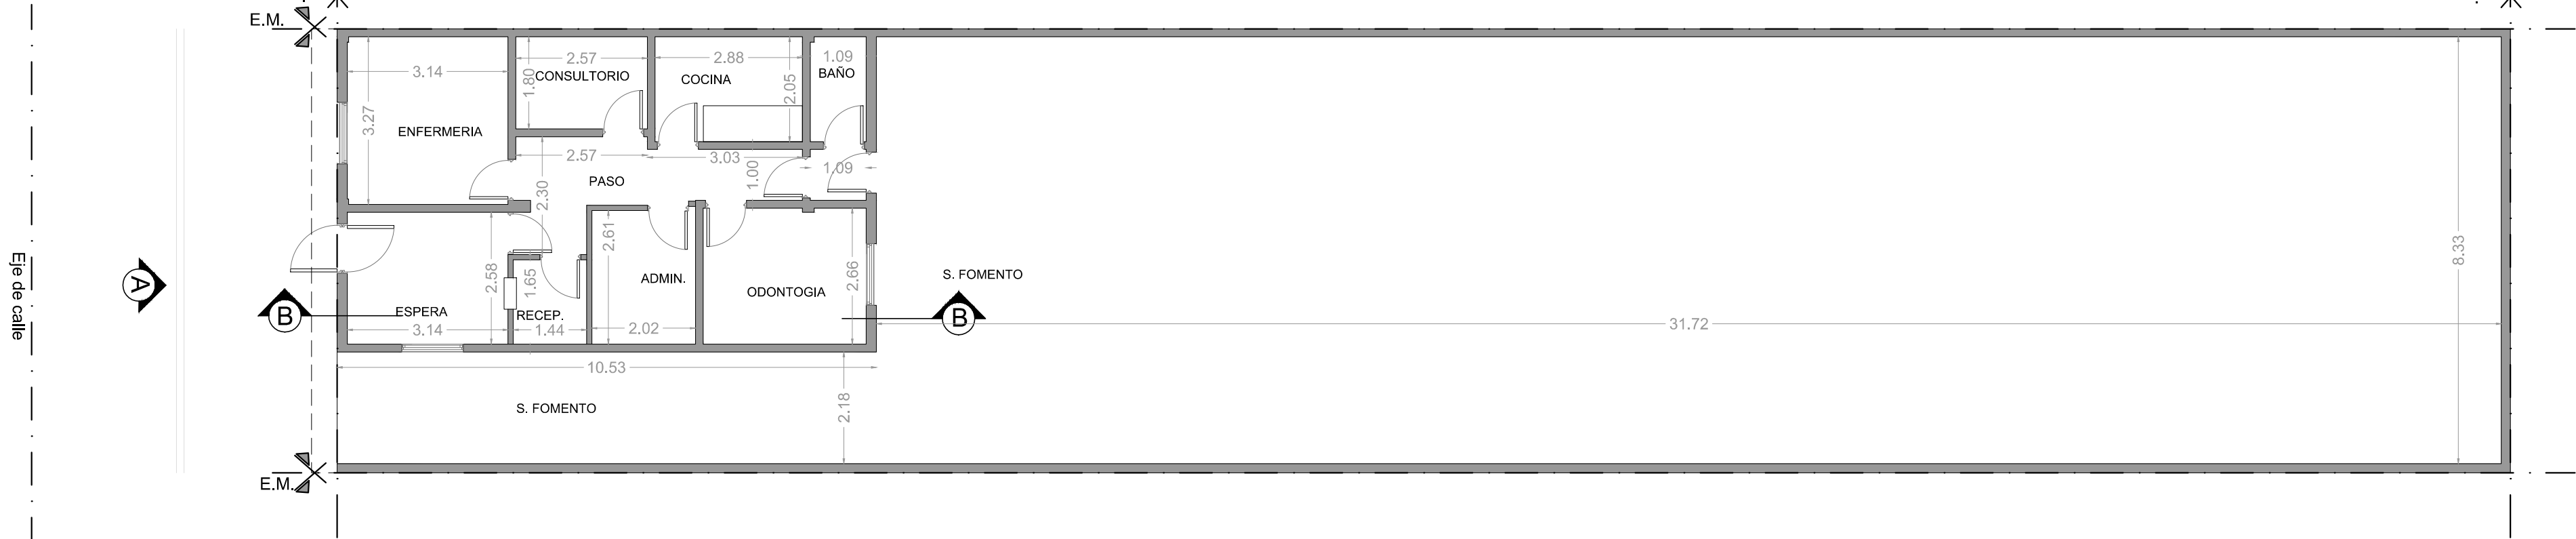 E.M.
3.14
2.57
1.80
CONSULTORIO
2.88
COCINA
2.05
1.09
BAÑO
3.27
ENFERMERIA
2.57
3.03
1.00
1.09
PASO
2.30
8.33
Eje de calle
A
2.61
2.58
1.65
ADMIN.
2.66
ODONTOGIA
S. FOMENTO
B
ESPERA
3.14
RECEP.
1.44
2.02
B
31.72
10.53
S. FOMENTO
2.18
E.M.